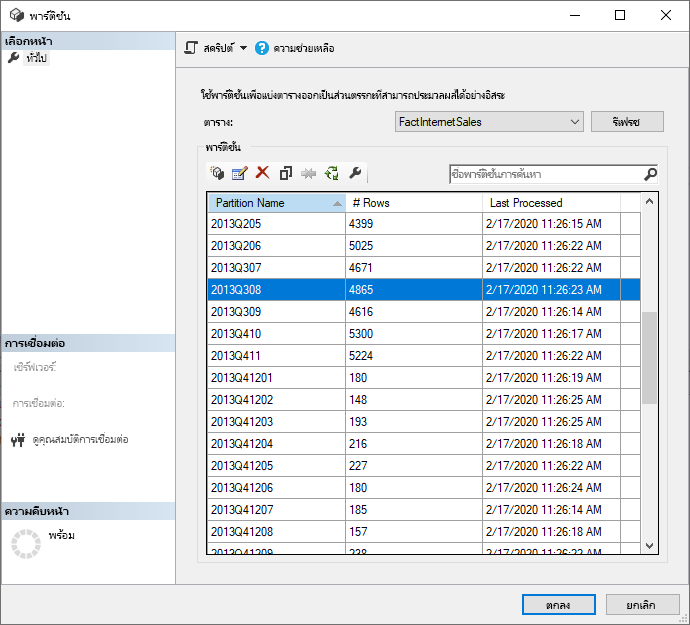 พาร์ติชัน
เลือกหน้า
ทั่วไป
สคริปต์
ความช่วยเหลือ
ใช้พาร์ติชันเพื่อแบ่งตารางออกเป็นส่วนตรรกะที่สามารถประมวลผลได้อย่างอิสระ
ตาราง: FactInternetSales รีเฟรช
พาร์ติชัน
ชื่อพาร์ติชันการค้นหา
Partition Name # Rows Last Processed
2013Q205 4399 2/17/2020 11:26:15 AM
2013Q206 5025 2/17/2020 11:26:22 AM
2013Q307 4671 2/17/2020 11:26:22 AM
2013Q308 4865 2/17/2020 11:26:23 AM
2013Q309 4616 2/17/2020 11:26:14 AM
2013Q410 5300 2/17/2020 11:26:17 AM
2013Q411 5224 2/17/2020 11:26:22 AM
2013Q41201 180 2/17/2020 11:26:19 AM
2013Q41202 148 2/17/2020 11:26:25 AM
2013Q41203 193 2/17/2020 11:26:25 AM
2013Q41204 216 2/17/2020 11:26:18 AM
2013Q41205 227 2/17/2020 11:26:22 AM
2013Q41206 180 2/17/2020 11:26:24 AM
2013Q41207 185 2/17/2020 11:26:14 AM
2013Q41208 157 2/17/2020 11:26:18 AM
2013Q41209 238 2/17/2020 11:26:22 AM
การเชื่อมต่อ
เซิร์ฟเวอร์:
การเชื่อมต่อ:
ดูคุณสมบัติการเชื่อมต่อ
ความคืบหน้า
พร้อม
ตกลง ยกเลิก